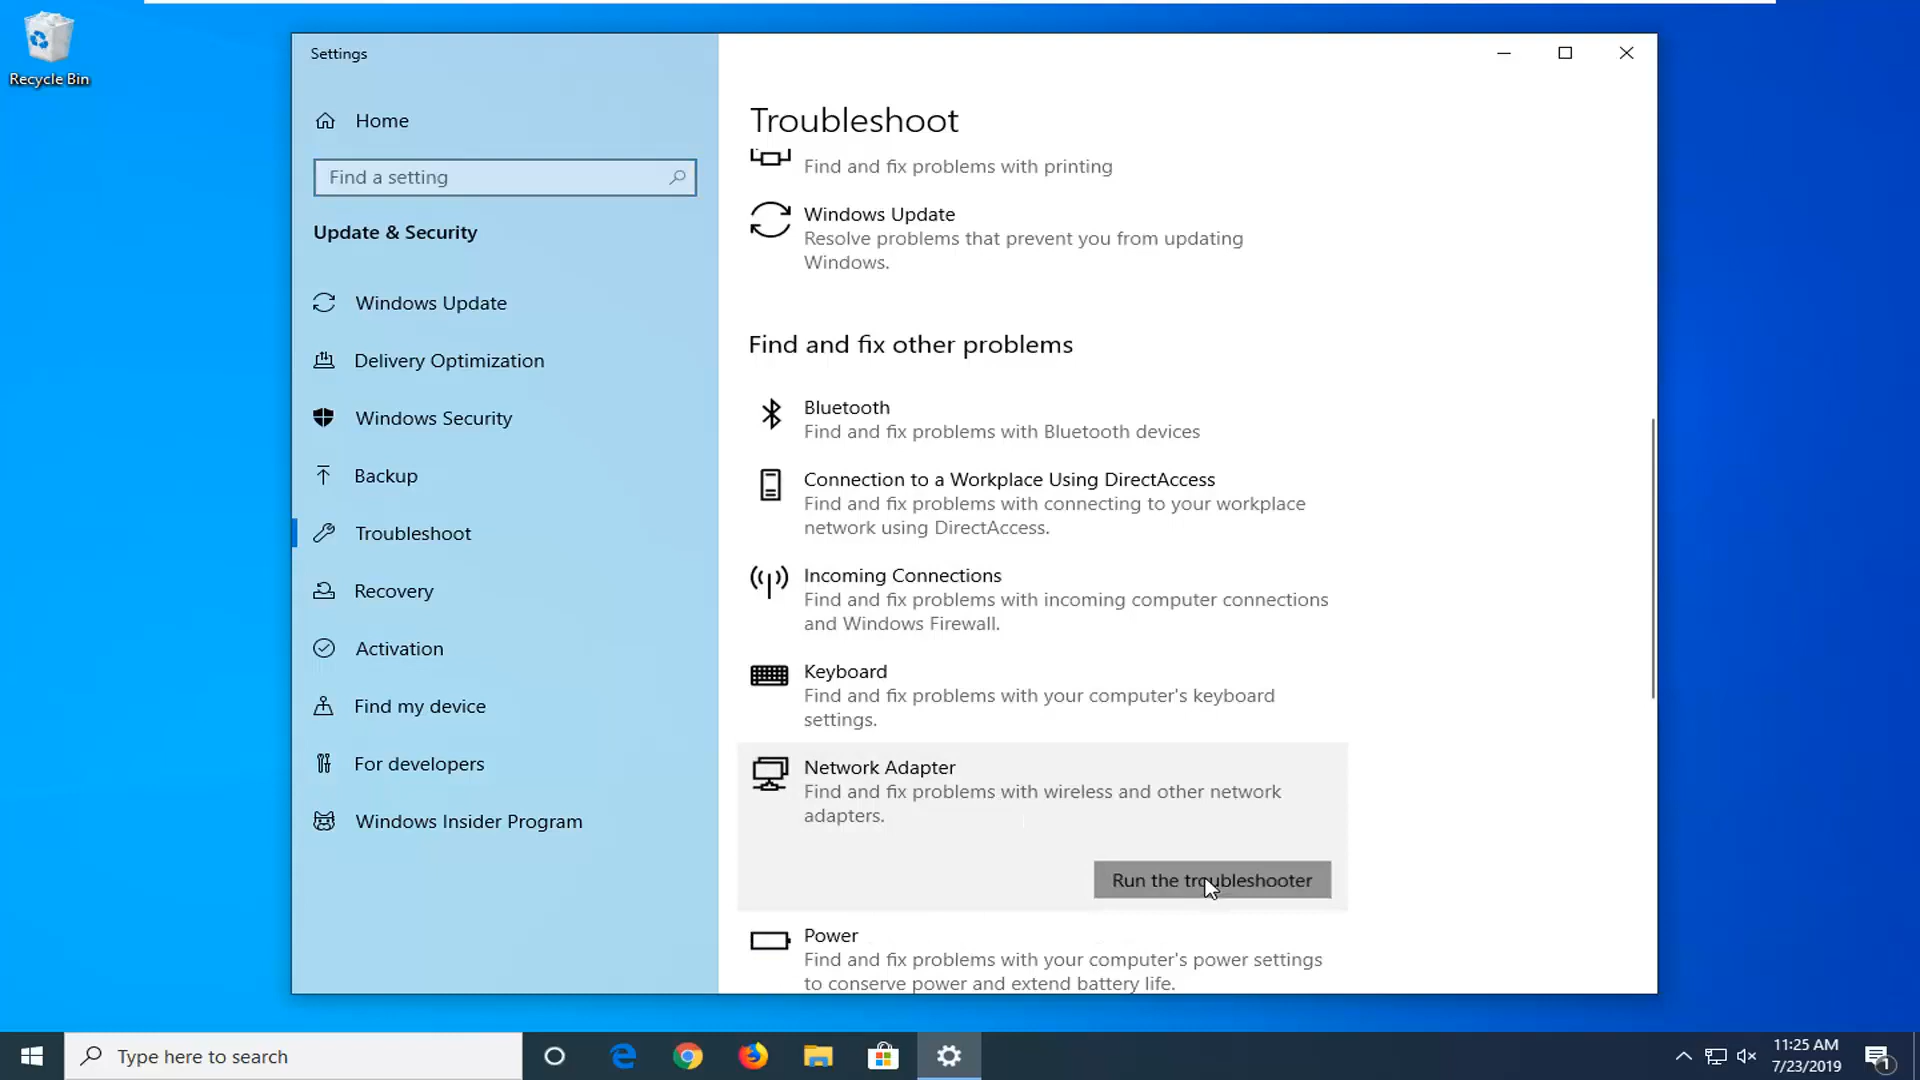 Recycle Bin
Settings
Home
Find a setting
Update & Security
Windows Update
Delivery Optimization
Windows Security
Backup
Troubleshoot
Recovery
Activation
Find my device
For developers
Windows Insider Program
Troubleshoot
Find and fix problems with printing
Windows Update
Resolve problems that prevent you from updating
Windows.
Find and fix other problems
Bluetooth
Find and fix problems with Bluetooth devices
Connection to a Workplace Using DirectAccess
Find and fix problems with connecting to your workplace
network using DirectAccess.
Incoming Connections
Find and fix problems with incoming computer connections
and Windows Firewall.
Keyboard
Find and fix problems with your computer's keyboard
settings.
Network Adapter
Find and fix problems with wireless and other network
adapters.
Run the troubleshooter
Power
Find and fix problems with your computer's power settings
to conserve power and extend battery life.
Type here to search
11:25 AM
7/23/2019
1